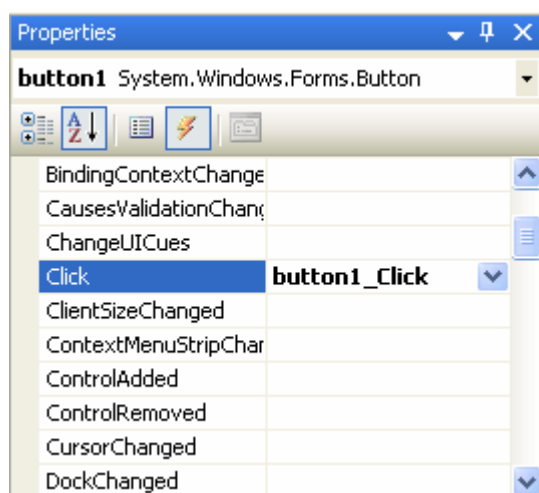 Properties
button1 System.Windows.Forms.Button
A Z
BindingContextChange
CausesValidationChang
ChangeUICues
Click button1_Click
ClientSizeChanged
ContextMenuStripChar
ControlAdded
ControlRemoved
CursorChanged
DockChanged